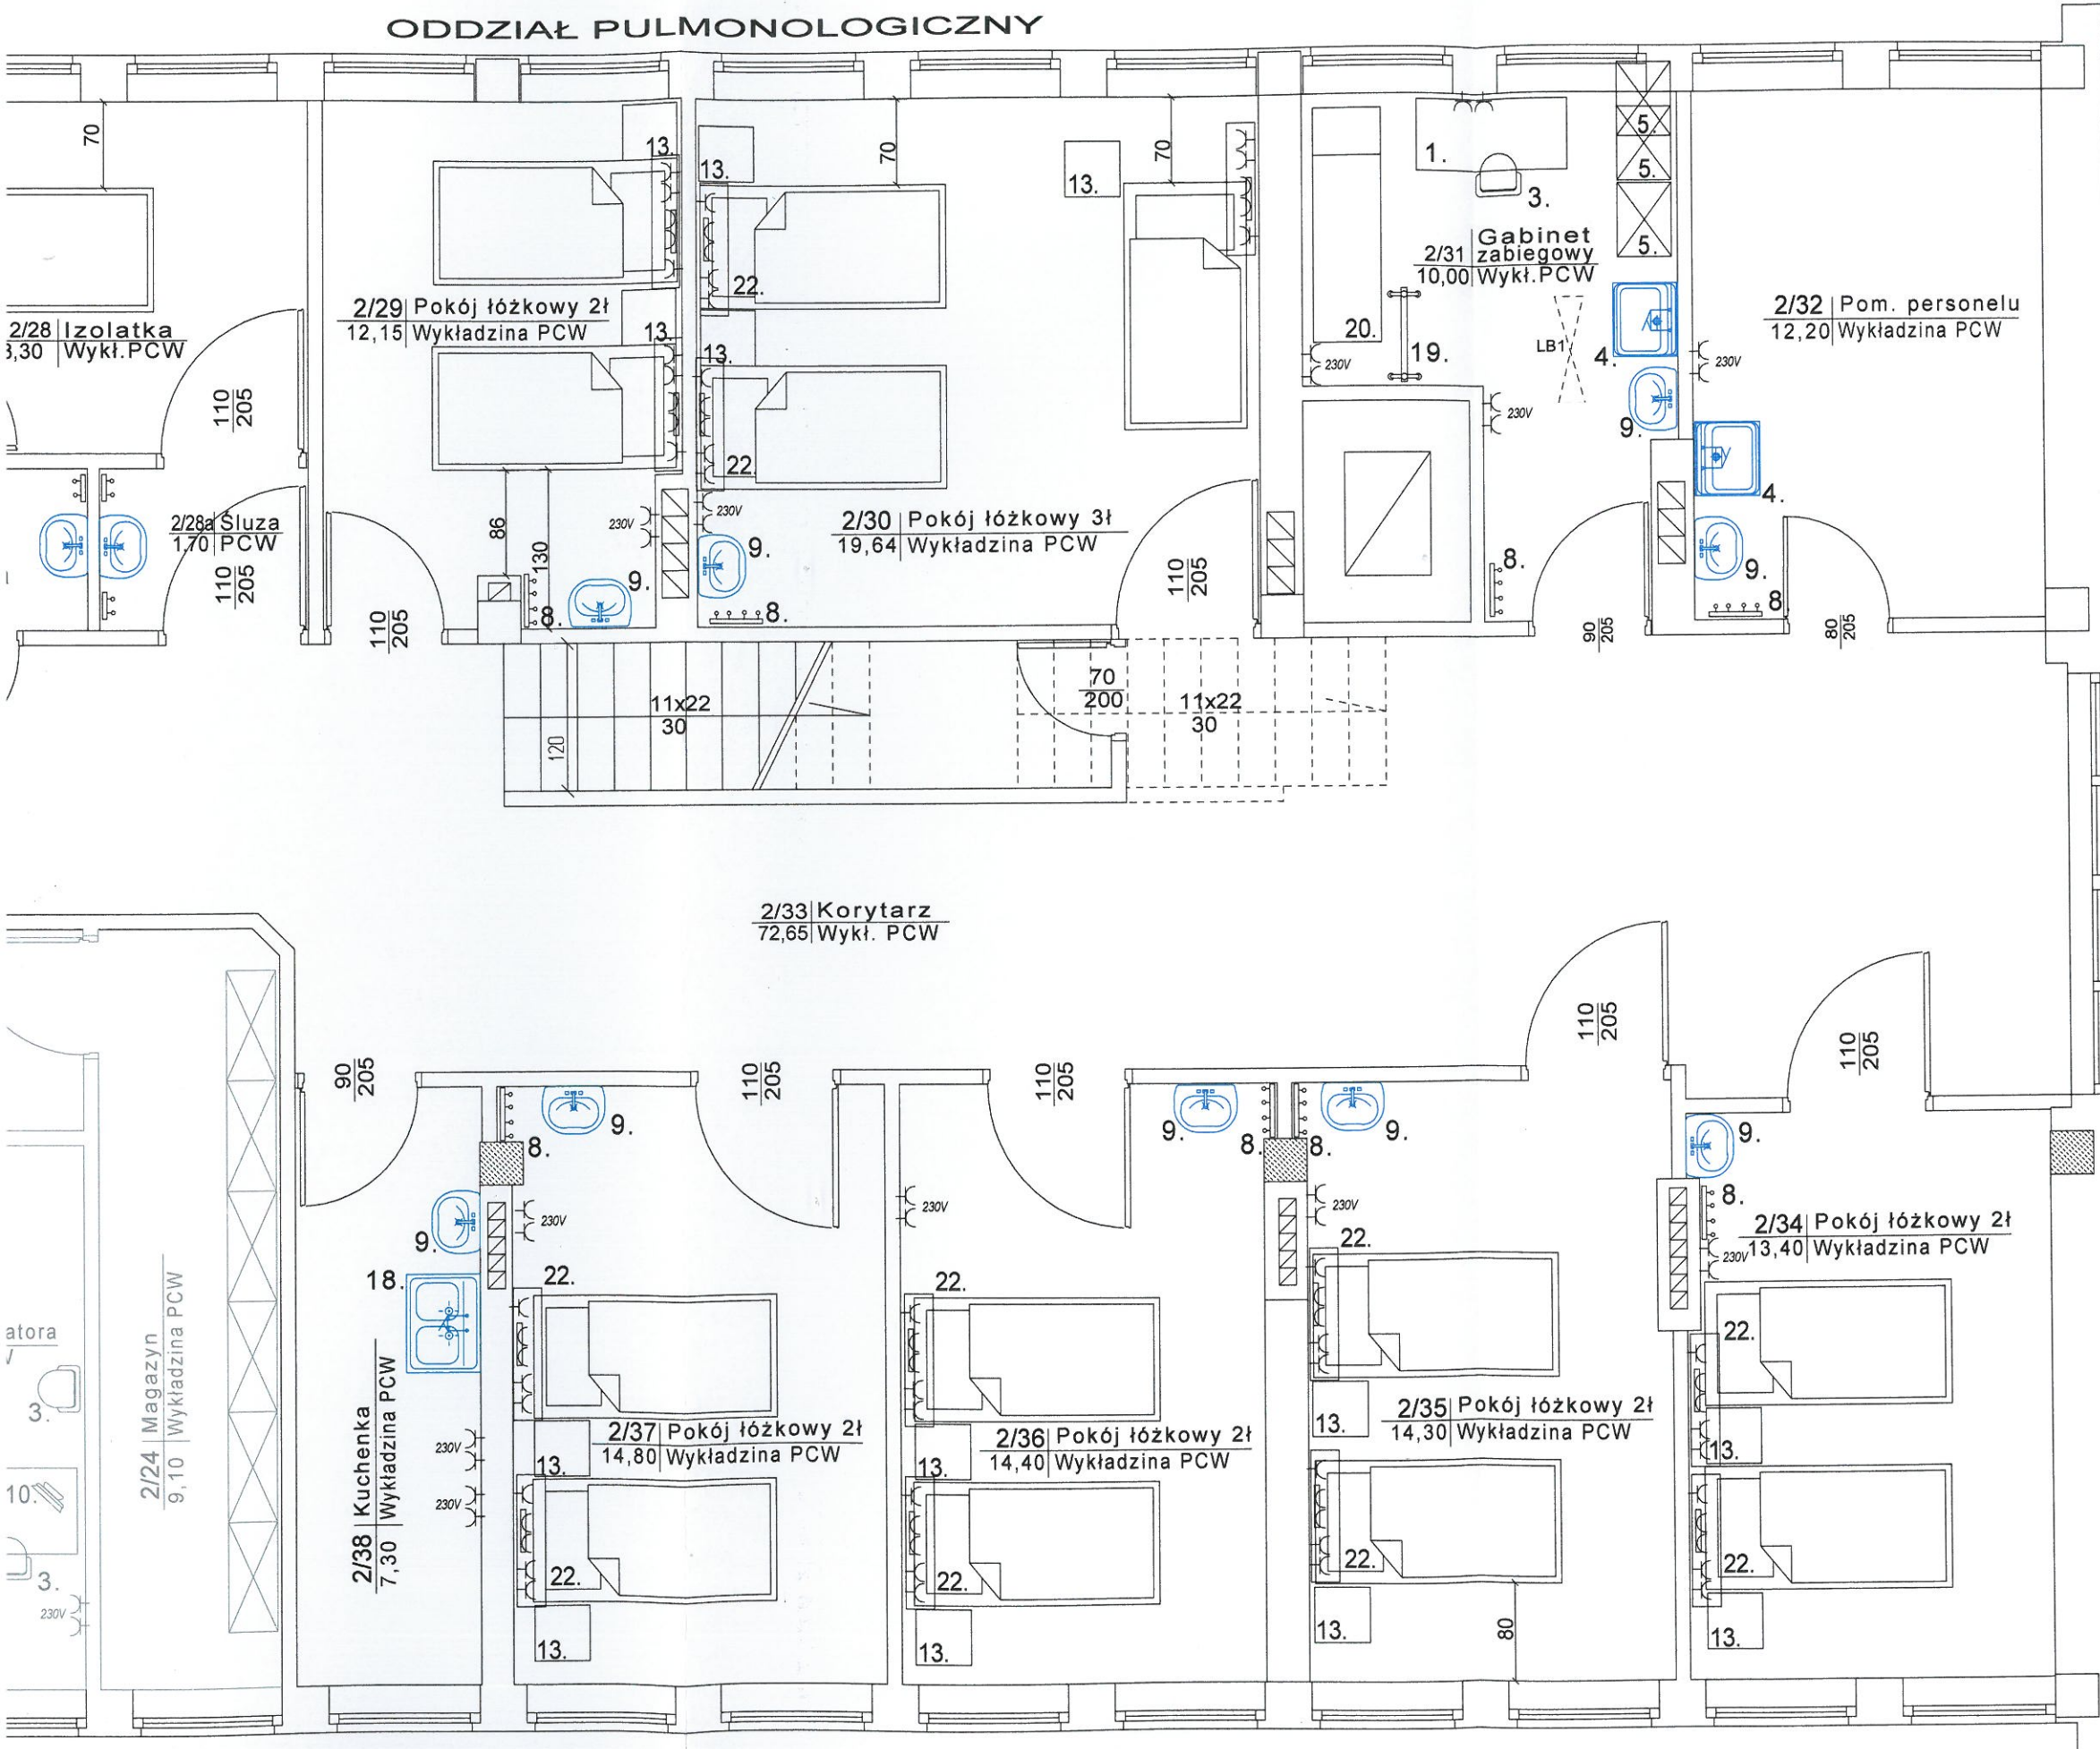 ODDZIAŁ PULMONOLOGICZNY
70
2/28 Izolatka
3,30 Wykł.PCW
110
205
2/28a Śluza
1,70 PCW
110
205
13.
2/29 Pokój łóżkowy 2ł
12,15 Wykładzina PCW
13.
86
130
230V
9.
8.
110
205
13.
70
22.
13.
22.
230V
9.
8.
2/30 Pokój łóżkowy 3ł
19,64 Wykładzina PCW
13.
70
110
205
1.
3.
5.
5.
5.
2/31 Gabinet
zabiegowy
10,00 Wykł.PCW
20.
19.
230V
LB1
4.
9.
230V
8.
90
205
2/32 Pom. personelu
12,20 Wykładzina PCW
230V
4.
9.
8.
80
205
11x22
30
120
70
200
11x22
30
2/33 Korytarz
72,65 Wykł. PCW
atora
3.
10.
3.
230V
2/24 Magazyn
9,10 Wykładzina PCW
90
205
9.
18.
2/38 Kuchenka
7,30 Wykładzina PCW
230V
230V
110
205
9.
8.
230V
22.
2/37 Pokój łóżkowy 2ł
14,80 Wykładzina PCW
13.
22.
13.
110
205
9.
8.
230V
22.
2/36 Pokój łóżkowy 2ł
14,40 Wykładzina PCW
13.
22.
13.
110
205
9.
8.
230V
22.
2/35 Pokój łóżkowy 2ł
14,30 Wykładzina PCW
13.
22.
13.
80
110
205
9.
8.
2/34 Pokój łóżkowy 2ł
13,40 Wykładzina PCW
230V
22.
13.
22.
13.